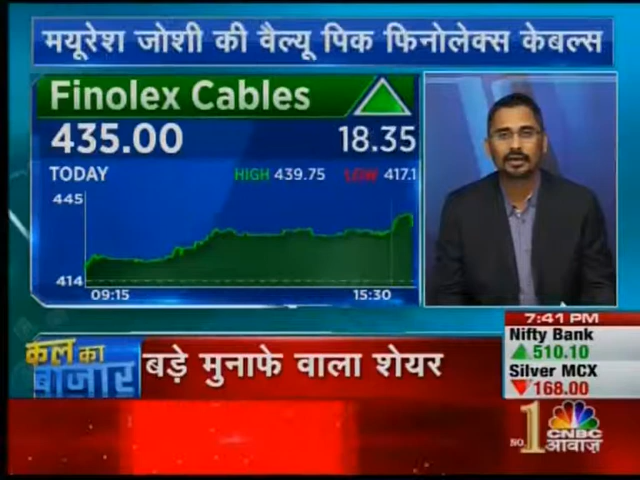 मयूरेश जोशी की वैल्यू पिक फिनोलेक्स केबल्स
Finolex Cables
435.00 18.35
TODAY HIGH 439.75 LOW 417.1
445
414
09:15 15:30
7:41 PM
Nifty Bank
510.10
Silver MCX
168.00
कल का
बाज़ार
बड़े मुनाफे वाला शेयर
NO. 1
CNBC
आवाज़